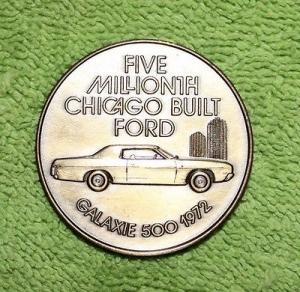 FIVE
MILLIONTH
CHICAGO BUILT
FORD
GALAXIE 500 1972